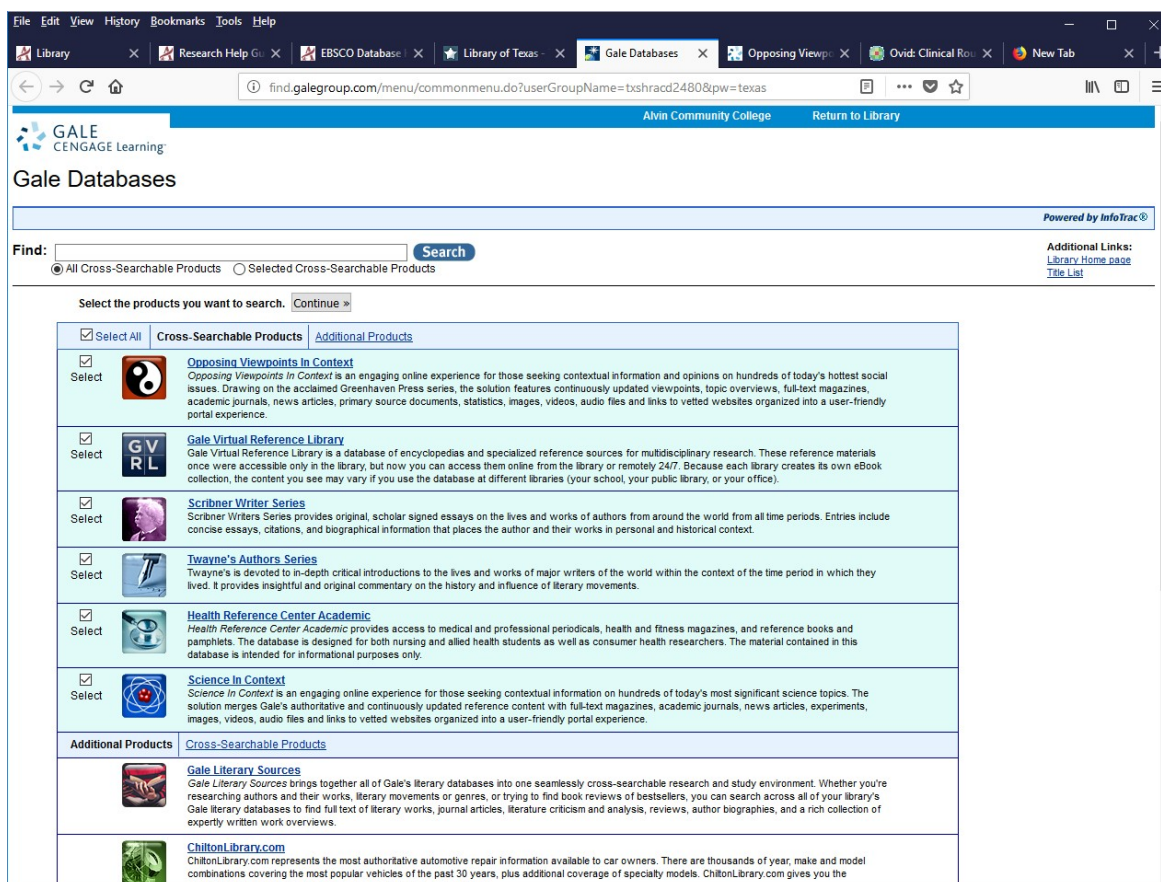 File Edit View History Bookmarks Tools Help
Library Research Help Gu EBSCO Database Library of Texas - Gale Databases Opposing Viewpo Ovid: Clinical Rou New Tab
find.galegroup.com/menu/commonmenu.do?userGroupName=txshracd2480&pw=texas
Alvin Community College Return to Library
GALE
CENGAGE Learning
Gale Databases
Powered by InfoTrac®
Find: Search
All Cross-Searchable Products Selected Cross-Searchable Products
Additional Links:
Library Home page
Title List
Select the products you want to search. Continue »
Select All Cross-Searchable Products Additional Products
Select
Opposing Viewpoints In Context
Opposing Viewpoints In Context is an engaging online experience for those seeking contextual information and opinions on hundreds of today's hottest social
issues. Drawing on the acclaimed Greenhaven Press series, the solution features continuously updated viewpoints, topic overviews, full-text magazines,
academic journals, news articles, primary source documents, statistics, images, videos, audio files and links to vetted websites organized into a user-friendly
portal experience.
Select
GV
RL
Gale Virtual Reference Library
Gale Virtual Reference Library is a database of encyclopedias and specialized reference sources for multidisciplinary research. These reference materials
once were accessible only in the library, but now you can access them online from the library or remotely 24/7. Because each library creates its own eBook
collection, the content you see may vary if you use the database at different libraries (your school, your public library, or your office).
Select
Scribner Writer Series
Scribner Writers Series provides original, scholar signed essays on the lives and works of authors from around the world from all time periods. Entries include
concise essays, citations, and biographical information that places the author and their works in personal and historical context.
Select
Twayne's Authors Series
Twayne's is devoted to in-depth critical introductions to the lives and works of major writers of the world within the context of the time period in which they
lived. It provides insightful and original commentary on the history and influence of literary movements.
Select
Health Reference Center Academic
Health Reference Center Academic provides access to medical and professional periodicals, health and fitness magazines, and reference books and
pamphlets. The database is designed for both nursing and allied health students as well as consumer health researchers. The material contained in this
database is intended for informational purposes only.
Select
Science In Context
Science In Context is an engaging online experience for those seeking contextual information on hundreds of today's most significant science topics. The
solution merges Gale's authoritative and continuously updated reference content with full-text magazines, academic journals, news articles, experiments,
images, videos, audio files and links to vetted websites organized into a user-friendly portal experience.
Additional Products Cross-Searchable Products
Gale Literary Sources
Gale Literary Sources brings together all of Gale's literary databases into one seamlessly cross-searchable research and study environment. Whether you're
researching authors and their works, literary movements or genres, or trying to find book reviews of bestsellers, you can search across all of your library's
Gale literary databases to find full text of literary works, journal articles, literature criticism and analysis, reviews, author biographies, and a rich collection of
expertly written work overviews.
ChiltonLibrary.com
ChiltonLibrary.com represents the most authoritative automotive repair information available to car owners. There are thousands of year, make and model
combinations covering the most popular vehicles of the past 30 years, plus additional coverage of specialty models. ChiltonLibrary.com gives you the